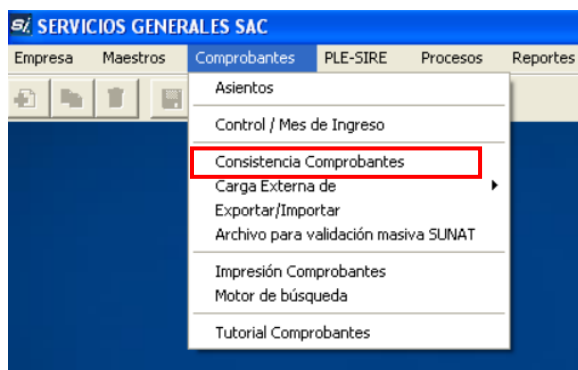 Si. SERVICIOS GENERALES SAC
Empresa Maestros Comprobantes PLE-SIRE Procesos Reportes
Asientos
Control / Mes de Ingreso
Consistencia Comprobantes
Carga Externa de
Exportar/Importar
Archivo para validación masiva SUNAT
Impresión Comprobantes
Motor de búsqueda
Tutorial Comprobantes